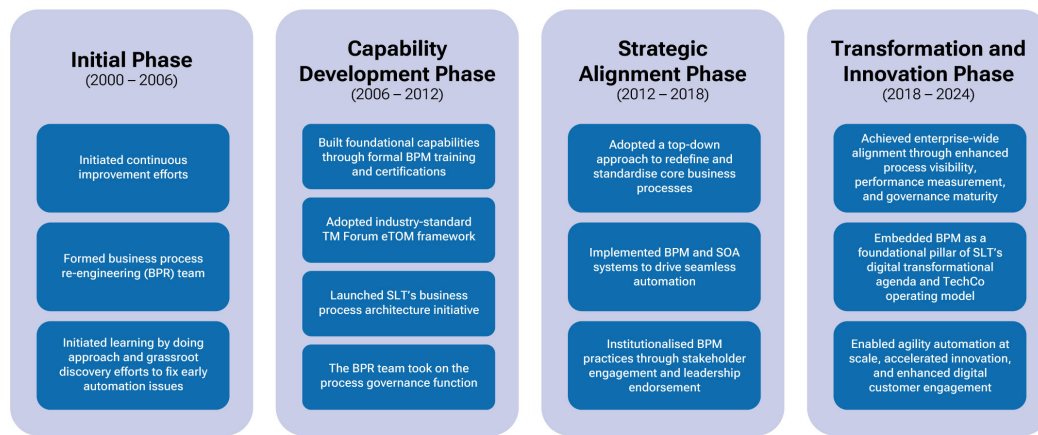 Initial Phase
(2000 – 2006)
Initiated continuous
improvement efforts
Formed business process
re-engineering (BPR) team
Initiated learning by doing
approach and grassroot
discovery efforts to fix early
automation issues
Capability
Development Phase
(2006 – 2012)
Built foundational capabilities
through formal BPM training
and certifications
Adopted industry-standard
TM Forum eTOM framework
Launched SLT's business
process architecture initiative
The BPR team took on the
process governance function
Strategic
Alignment Phase
(2012 – 2018)
Adopted a top-down
approach to redefine and
standardise core business
processes
Implemented BPM and SOA
systems to drive seamless
automation
Institutionalised BPM
practices through stakeholder
engagement and leadership
endorsement
Transformation and
Innovation Phase
(2018 – 2024)
Achieved enterprise-wide
alignment through enhanced
process visibility,
performance measurement,
and governance maturity
Embedded BPM as a
foundational pillar of SLT's
digital transformational
agenda and TechCo
operating model
Enabled agility automation at
scale, accelerated innovation,
and enhanced digital
customer engagement